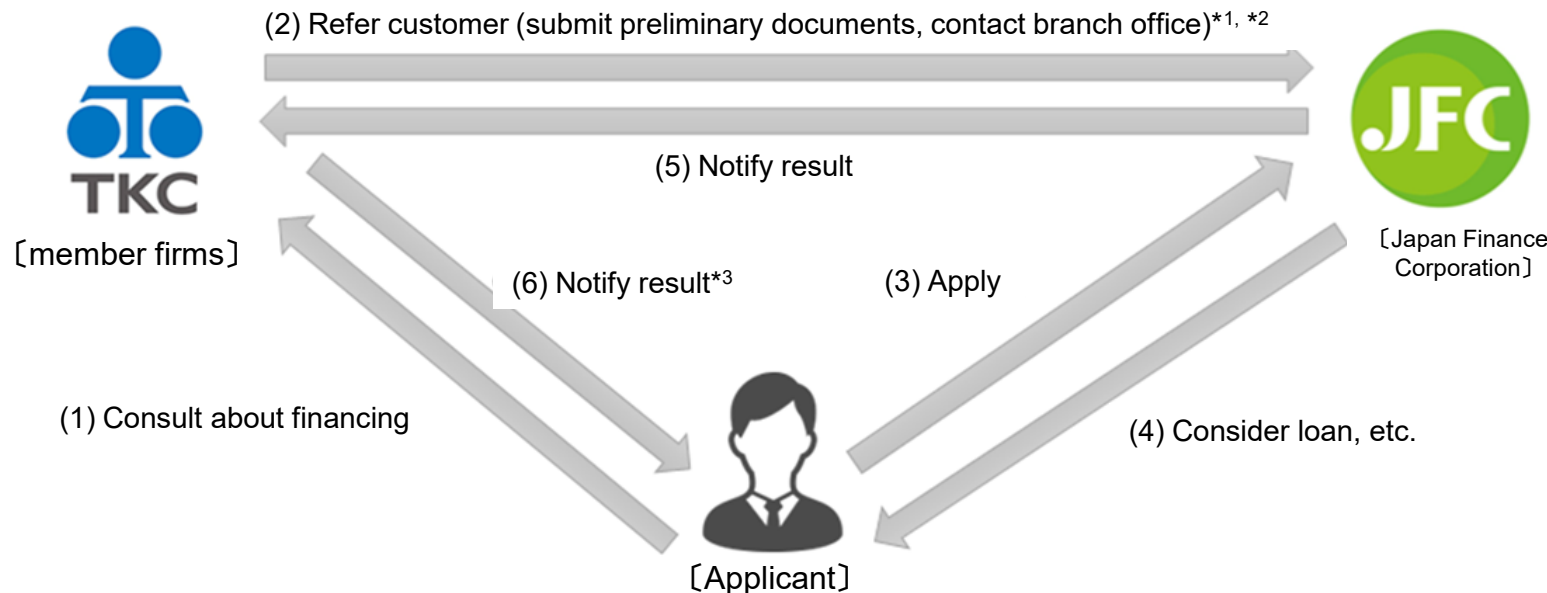 (2) Refer customer (submit preliminary documents, contact branch office)*1, *2
TKC
〔member firms〕
JFC
〔Japan Finance
Corporation〕
(5) Notify result
(6) Notify result*3
(3) Apply
(1) Consult about financing
(4) Consider loan, etc.
〔Applicant〕